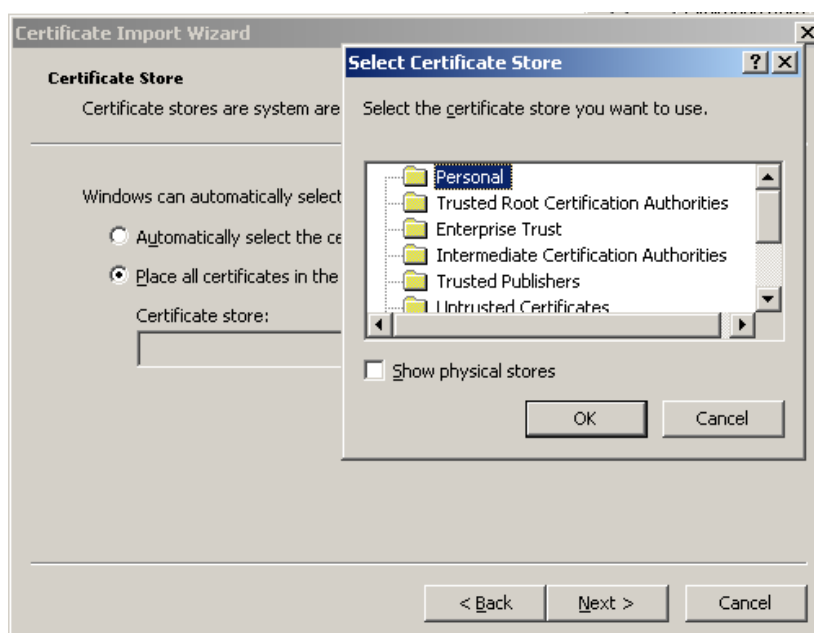 Certificate Import Wizard
Certificate Store
Certificate stores are system are
Windows can automatically select
Automatically select the ce
Place all certificates in the
Certificate store:
< Back
Next >
Cancel
Select Certificate Store
Select the certificate store you want to use.
Personal
Trusted Root Certification Authorities
Enterprise Trust
Intermediate Certification Authorities
Trusted Publishers
Untrusted Certificates
Show physical stores
OK
Cancel